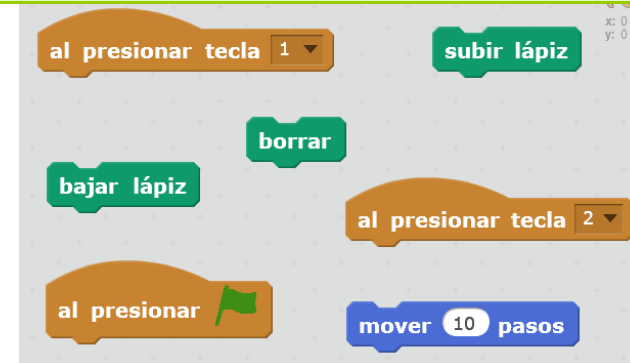 x: 0
y: 0
al presionar tecla 1
subir lápiz
borrar
bajar lápiz
al presionar tecla 2
al presionar
mover 10 pasos